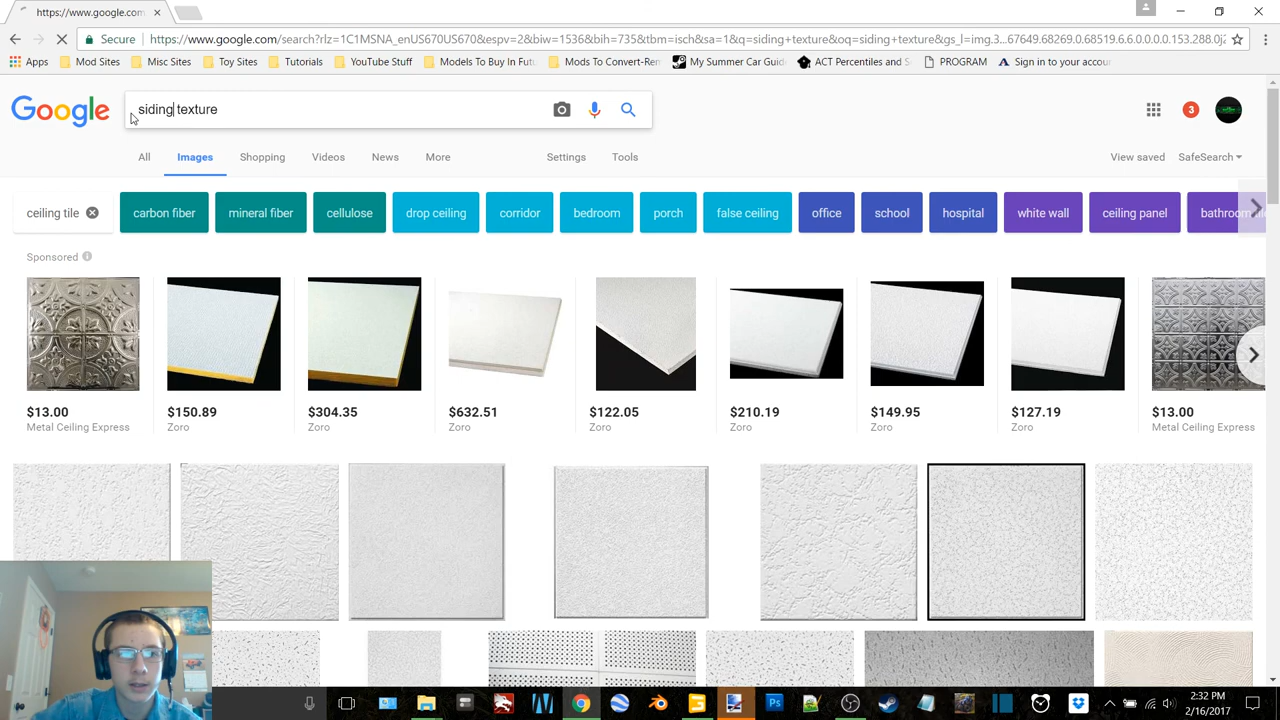 https://www.google.com/
Secure https://www.google.com/search?rlz=1C1MSNA_enUS670US670&espv=2&biw=1536&bih=735&tbm=isch&sa=1&q=siding+texture&oq=siding+texture&gs_l=img.3...67649.68269.0.68519.6.6.0.0.0.0.153.288.0j2
Apps Mod Sites Misc Sites Toy Sites Tutorials YouTube Stuff Models To Buy In Futu Mods To Convert-Ren My Summer Car Guide ACT Percentiles and Sc PROGRAM Sign in to your accou
Google siding texture 3
All Images Shopping Videos News More Settings Tools View saved SafeSearch
ceiling tile carbon fiber mineral fiber cellulose drop ceiling corridor bedroom porch false ceiling office school hospital white wall ceiling panel bathroom
Sponsored
$13.00 $150.89 $304.35 $632.51 $122.05 $210.19 $149.95 $127.19 $13.00
Metal Ceiling Express Zoro Zoro Zoro Zoro Zoro Zoro Zoro Metal Ceiling Express
2:32 PM
2/16/2017